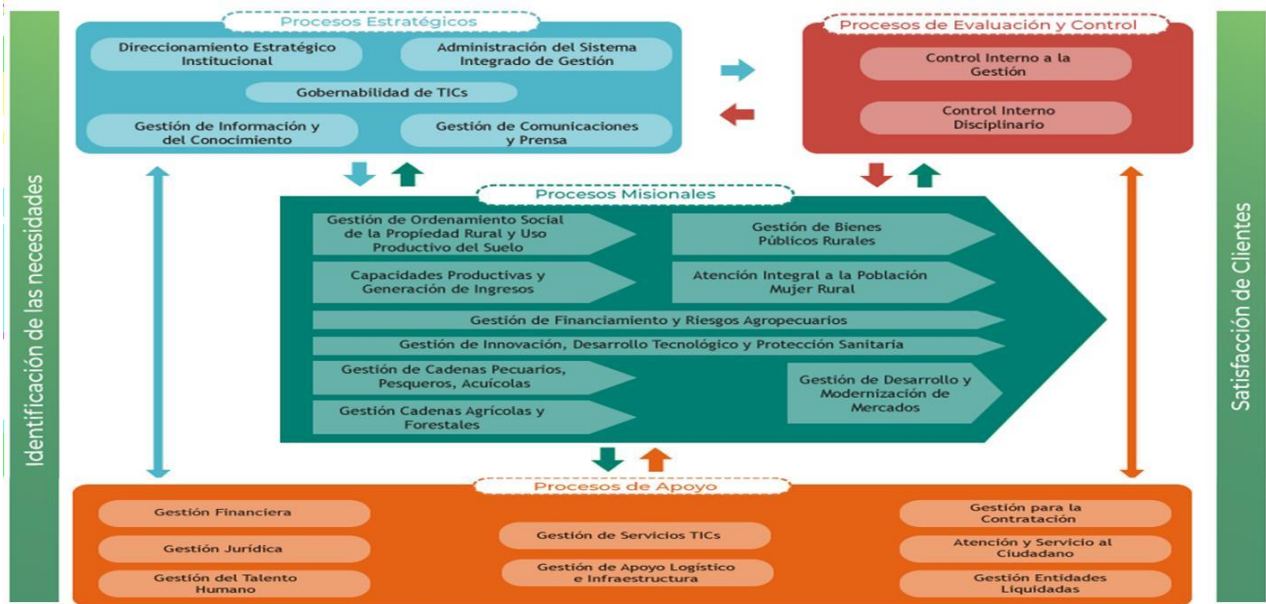 Procesos Estratégicos
Direccionamiento Estratégico
Institucional
Administración del Sistema
Integrado de Gestión
Gobernabilidad de TICs
Gestión de Información y
del Conocimiento
Gestión de Comunicaciones
y Prensa
Procesos de Evaluación y Control
Control Interno a la
Gestión
Control Interno
Disciplinario
Identificación de las necesidades
Procesos Misionales
Gestión de Ordenamiento Social
de la Propiedad Rural y Uso
Productivo del Suelo
Gestión de Bienes
Públicos Rurales
Capacidades Productivas y
Generación de Ingresos
Atención Integral a la Población
Mujer Rural
Gestión de Financiamiento y Riesgos Agropecuarios
Gestión de Innovación, Desarrollo Tecnológico y Protección Sanitaria
Gestión de Cadenas Pecuarios,
Pesqueros, Acuícolas
Gestión Cadenas Agrícolas y
Forestales
Gestión de Desarrollo y
Modernización de
Mercados
Satisfacción de Clientes
Procesos de Apoyo
Gestión Financiera
Gestión Jurídica
Gestión del Talento
Humano
Gestión de Servicios TICs
Gestión de Apoyo Logístico
e Infraestructura
Gestión para la
Contratación
Atención y Servicio al
Ciudadano
Gestión Entidades
Liquidadas